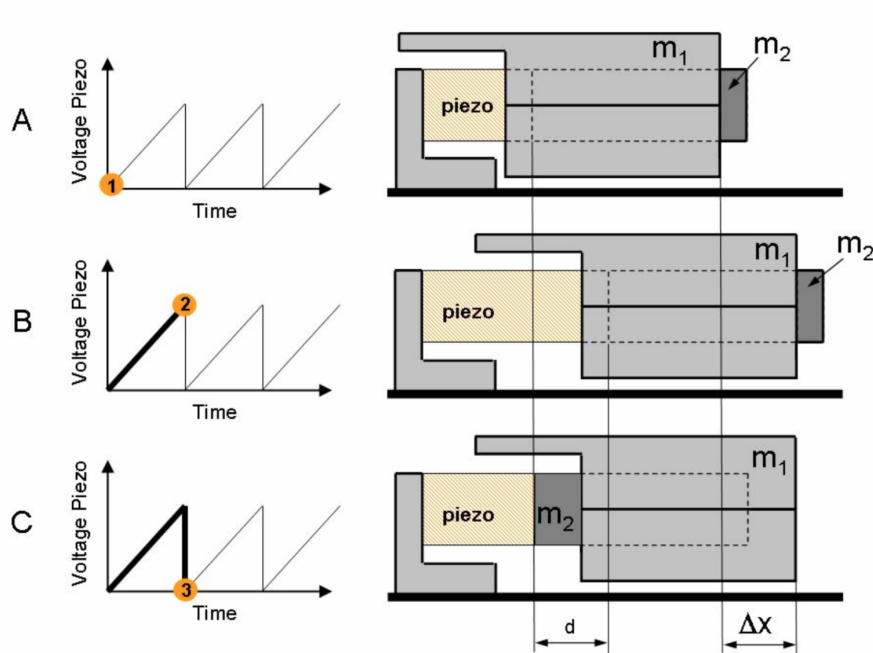 A
Voltage Piezo
1
Time
piezo
m1
m2
B
Voltage Piezo
2
Time
piezo
m1
m2
C
Voltage Piezo
3
Time
piezo
m2
m1
d
Δx